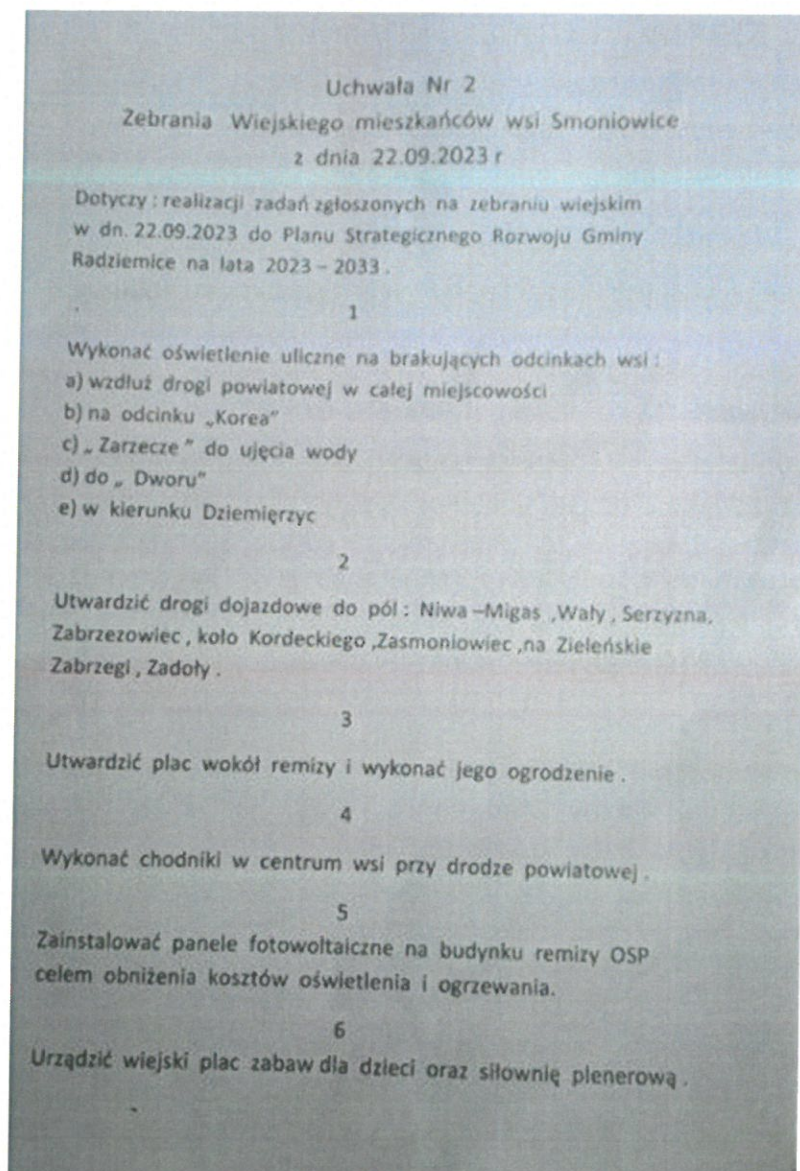 Uchwała Nr 2
Zebrania Wiejskiego mieszkańców wsi Smoniowice
z dnia 22.09.2023 r
Dotyczy : realizacji zadań zgłoszonych na zebraniu wiejskim
w dn. 22.09.2023 do Planu Strategicznego Rozwoju Gminy
Radziemice na lata 2023 – 2033 .
1
Wykonać oświetlenie uliczne na brakujących odcinkach wsi :
a) wzdłuż drogi powiatowej w całej miejscowości
b) na odcinku „Korea”
c) „ Zarzecze ” do ujęcia wody
d) do „ Dworu”
e) w kierunku Dziemięrzyc
2
Utwardzić drogi dojazdowe do pól : Niwa –Migas ,Wały , Serzyzna,
Zabrzezowiec , koło Kordeckiego ,Zasmoniowiec ,na Zieleńskie
Zabrzegi , Zadoły .
3
Utwardzić plac wokół remizy i wykonać jego ogrodzenie .
4
Wykonać chodniki w centrum wsi przy drodze powiatowej .
5
Zainstalować panele fotowoltaiczne na budynku remizy OSP
celem obniżenia kosztów oświetlenia i ogrzewania.
6
Urządzić wiejski plac zabaw dla dzieci oraz siłownię plenerową .